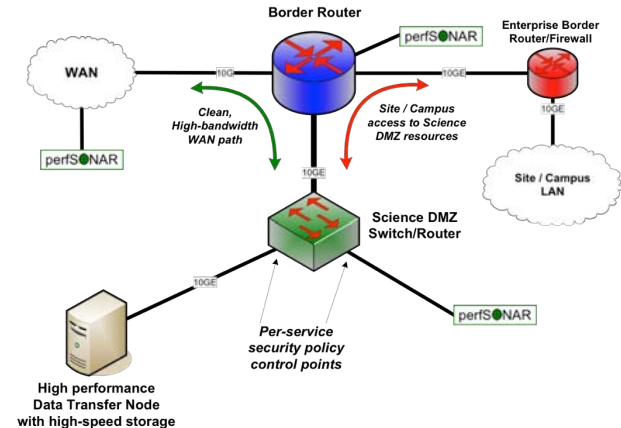 Border Router
Enterprise Border
Router/Firewall
perfSONAR
WAN
10G
10GE
10GE
Clean,
High-bandwidth
WAN path
Site / Campus
access to Science
DMZ resources
perfSONAR
10GE
Site / Campus
LAN
Science DMZ
Switch/Router
10GE
perfSONAR
Per-service
security policy
control points
High performance
Data Transfer Node
with high-speed storage